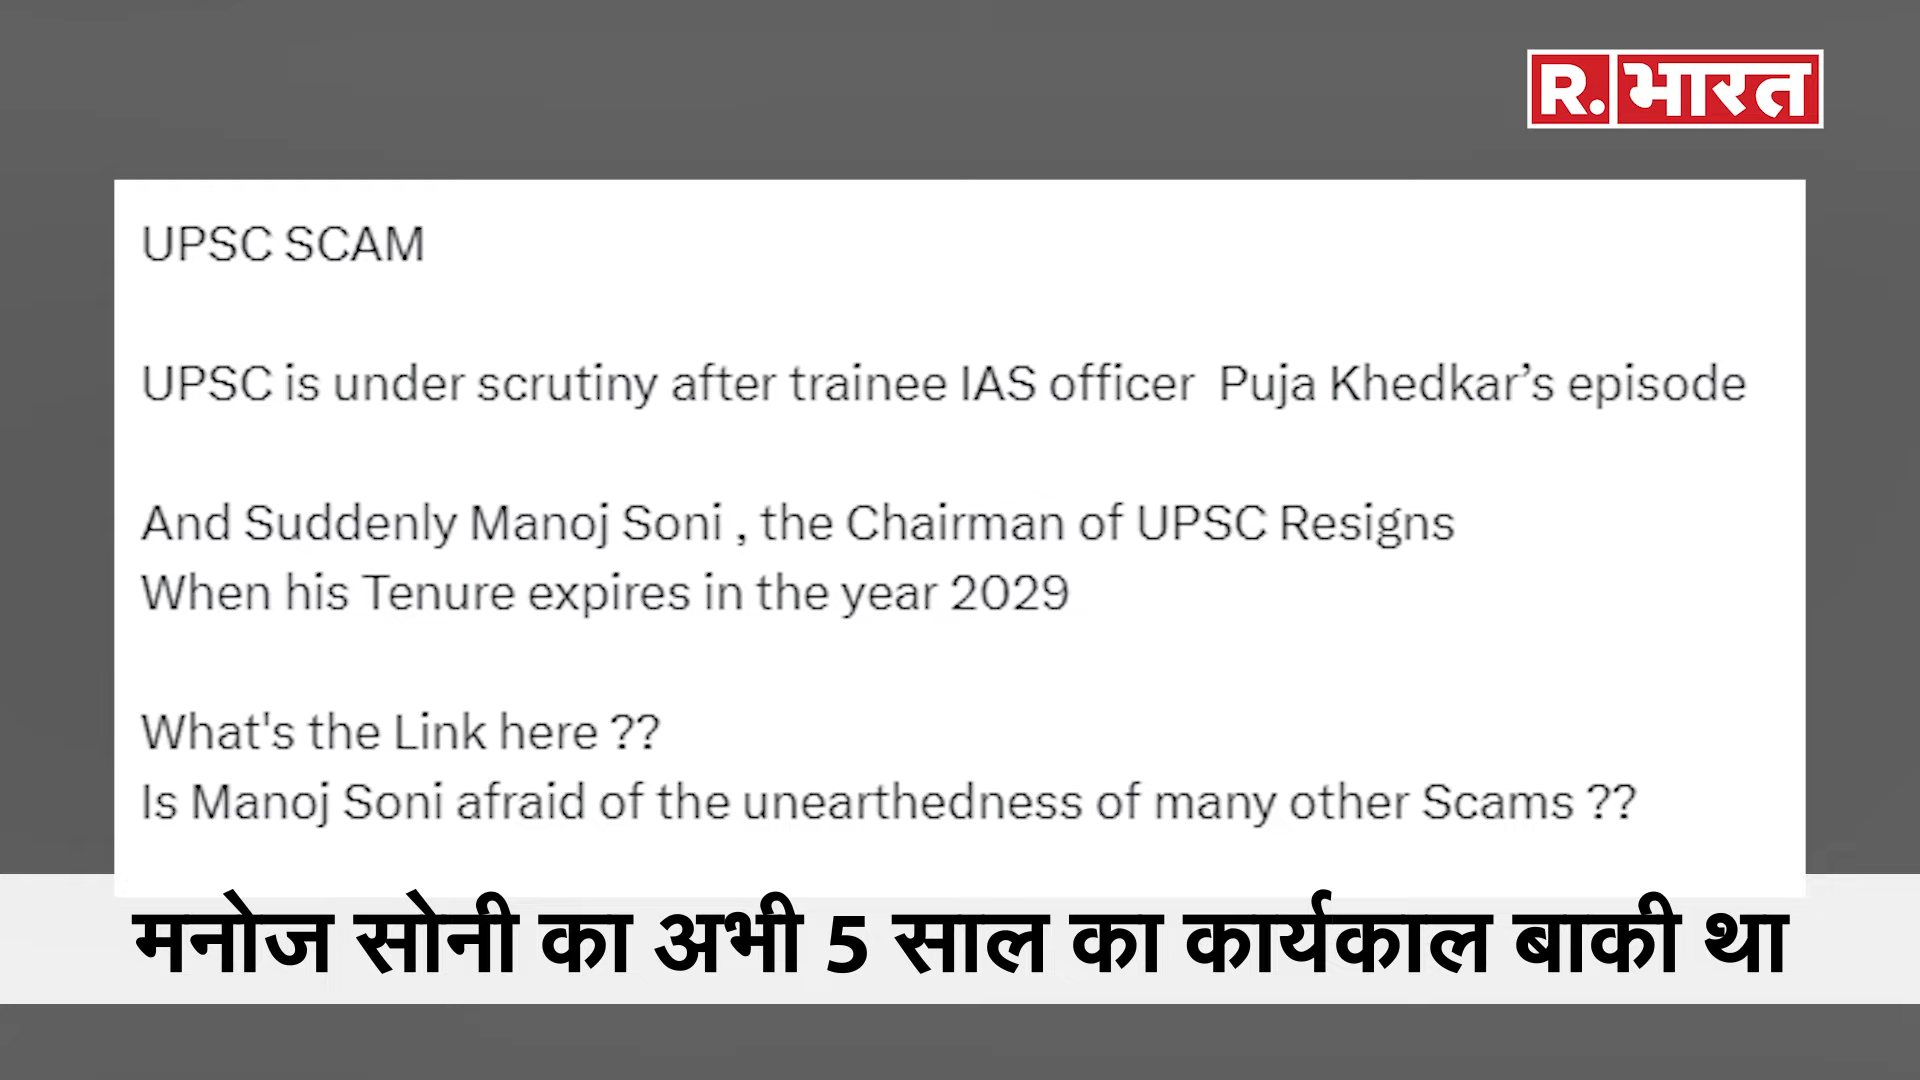 R. भारत
UPSC SCAM
UPSC is under scrutiny after trainee IAS officer  Puja Khedkar’s episode
And Suddenly Manoj Soni , the Chairman of UPSC Resigns
When his Tenure expires in the year 2029
What's the Link here ??
Is Manoj Soni afraid of the unearthedness of many other Scams ??
मनोज सोनी का अभी 5 साल का कार्यकाल बाकी था